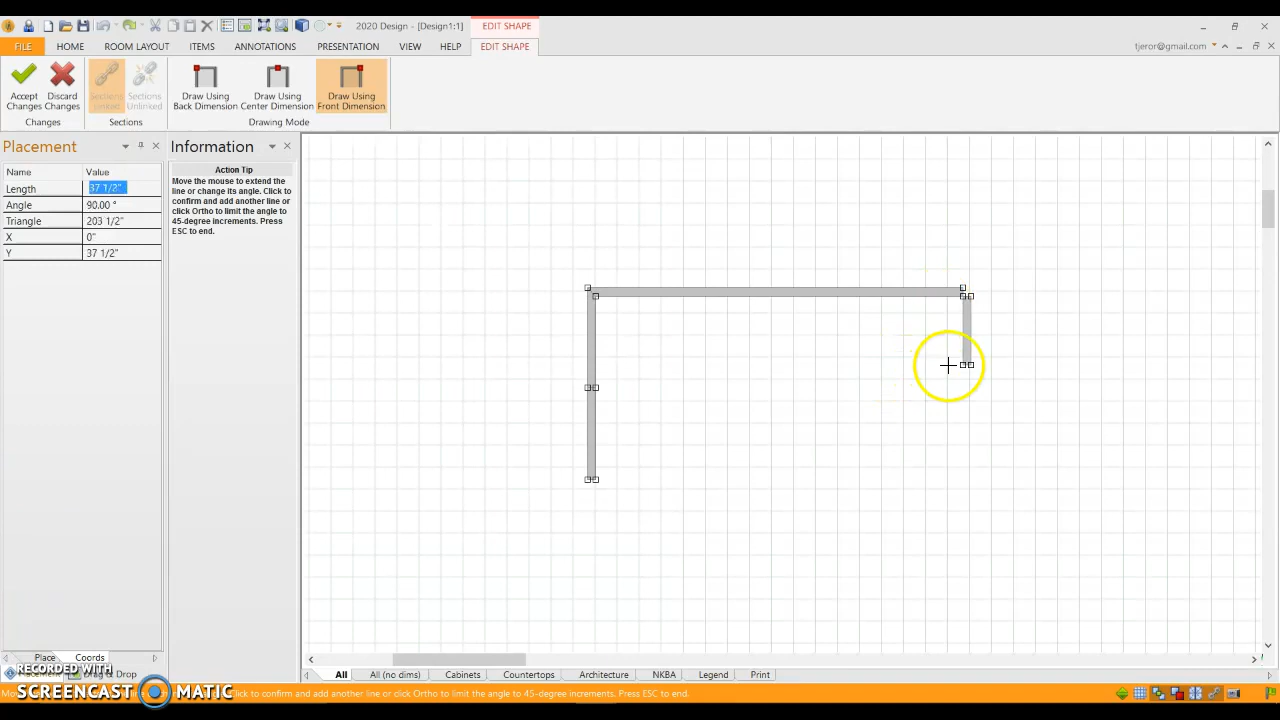 2020 Design - [Design1:1]
EDIT SHAPE
FILE
HOME
ROOM LAYOUT
ITEMS
ANNOTATIONS
PRESENTATION
VIEW
HELP
EDIT SHAPE
tjeror@gmail.com
Accept Changes
Discard Changes
Sections Linked
Sections Unlinked
Draw Using Back Dimension
Draw Using Center Dimension
Draw Using Front Dimension
Changes
Sections
Drawing Mode
Placement
Name Value
Length 37 1/2"
Angle 90.00 °
Triangle 203 1/2"
X 0"
Y 37 1/2"
Information
Action Tip
Move the mouse to extend the
line or change its angle. Click to
confirm and add another line or
click Ortho to limit the angle to
45-degree increments. Press
ESC to end.
Place Coords
Drop
All
All (no dims)
Cabinets
Countertops
Architecture
NKBA
Legend
Print
RECORDED WITH
SCREENCAST MATIC
Click to confirm and add another line or click Ortho to limit the angle to 45-degree increments. Press ESC to end.